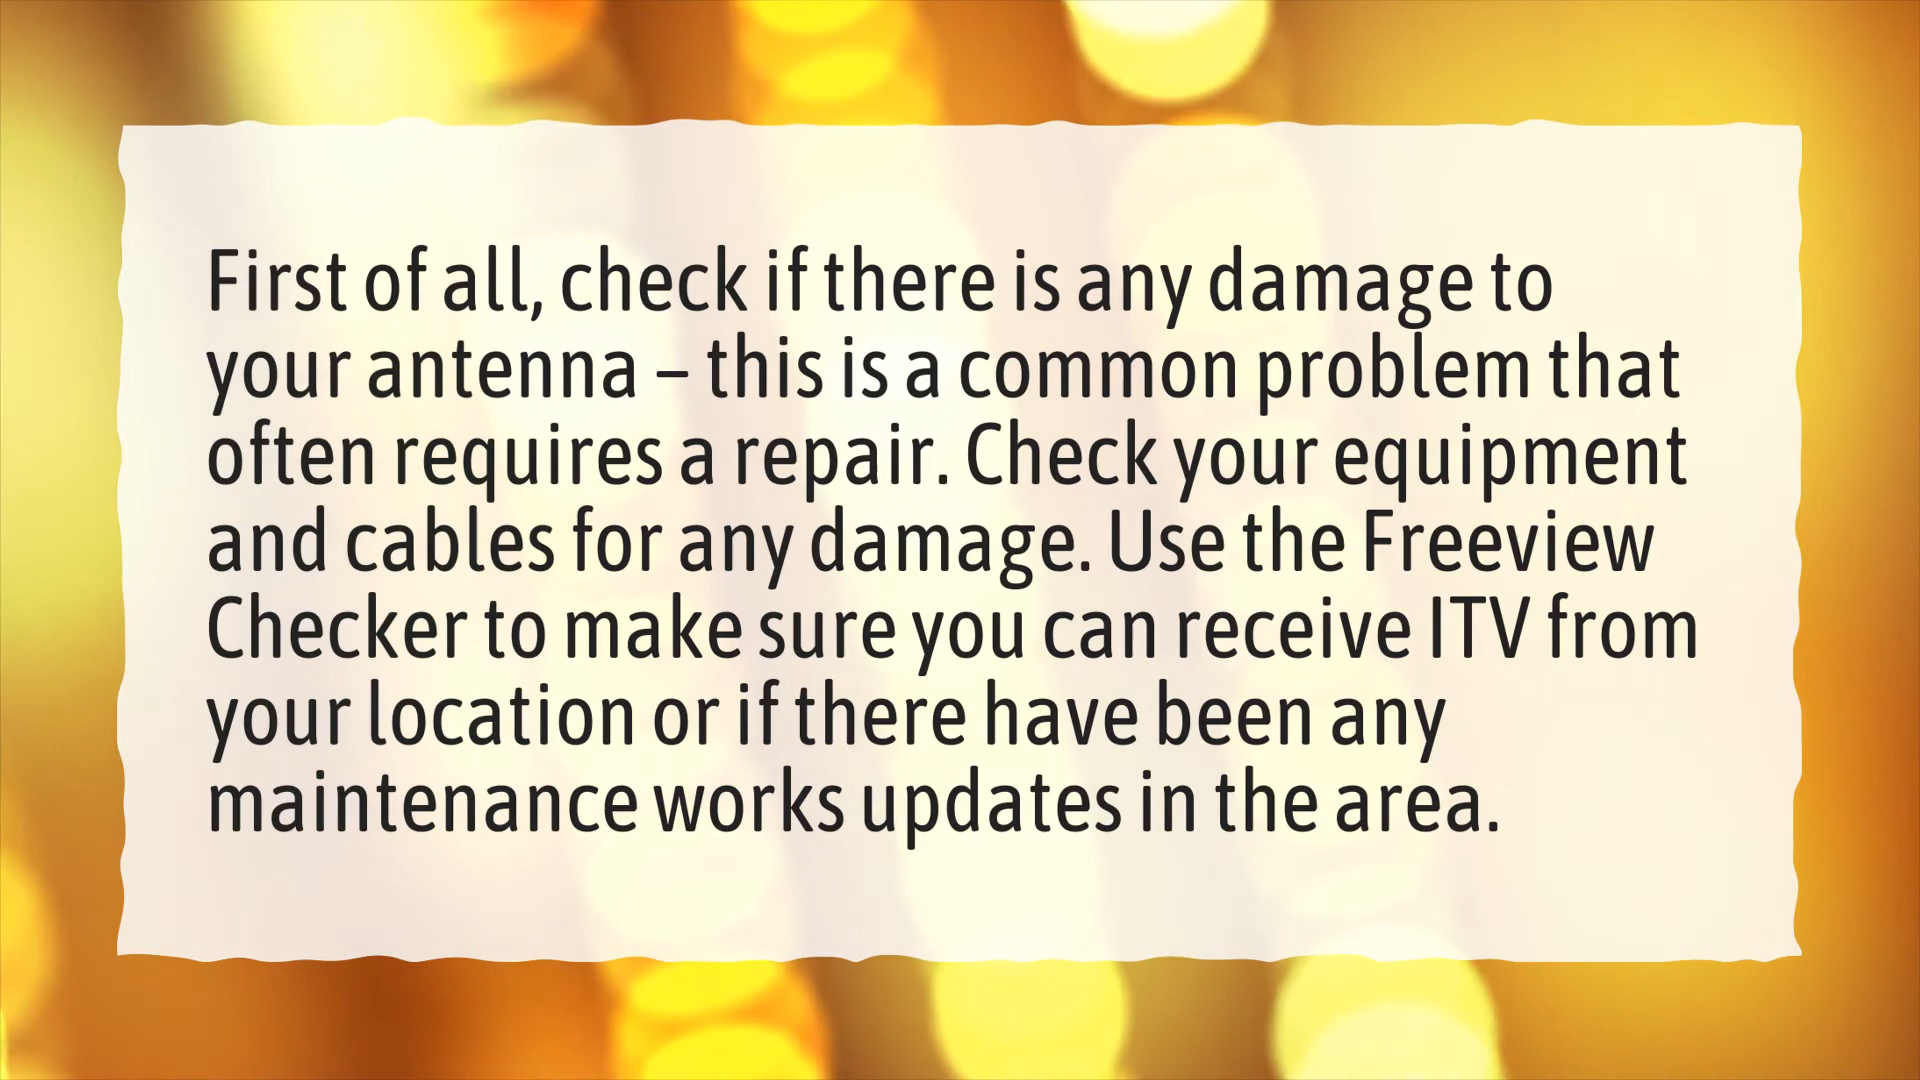 First of all, check if there is any damage to
your antenna – this is a common problem that
often requires a repair. Check your equipment
and cables for any damage. Use the Freeview
Checker to make sure you can receive ITV from
your location or if there have been any
maintenance works updates in the area.